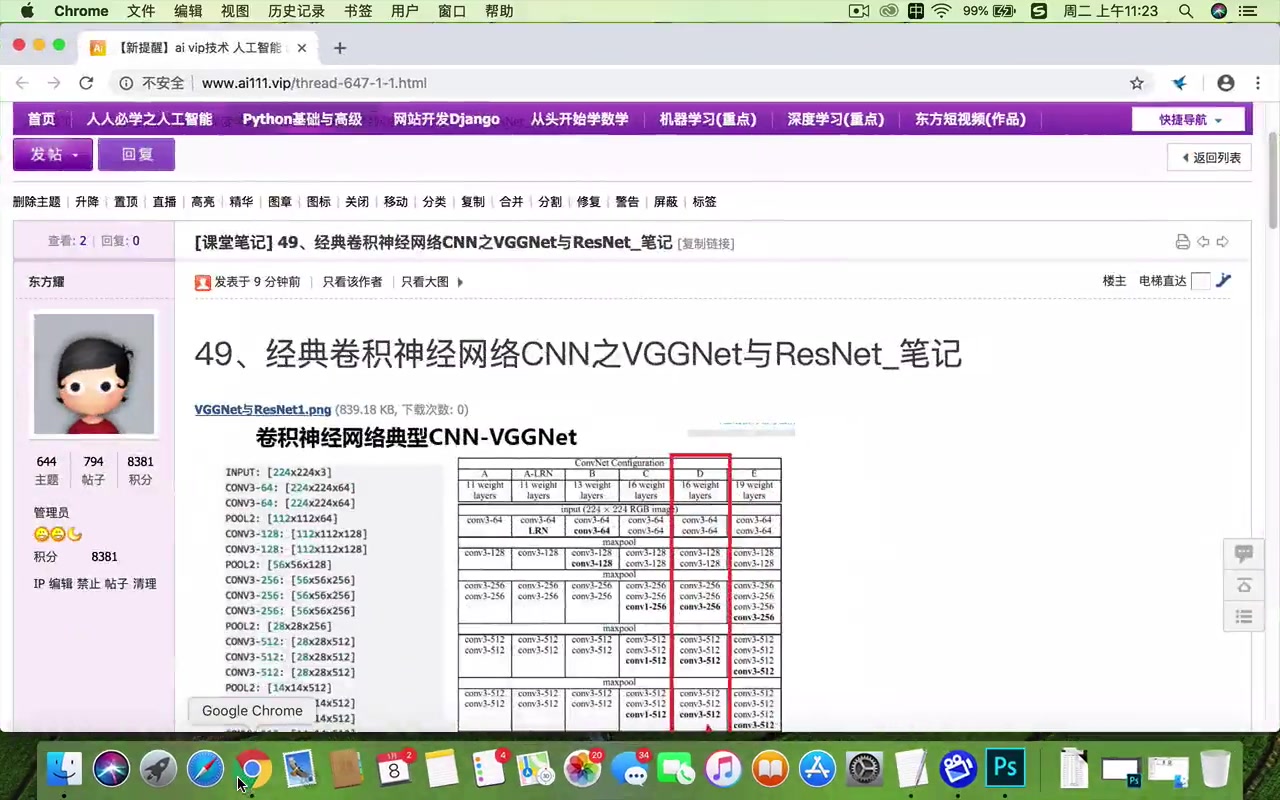 Chrome 文件 编辑 视图 历史记录 书签 用户 窗口 帮助 99% 周二 上午11:23
【新提醒】ai vip技术 人工智能
不安全 www.ai111.vip/thread-647-1-1.html
首页 人人必学之人工智能 Python基础与高级 网站开发Django 从头开始学数学 机器学习(重点) 深度学习(重点) 东方短视频(作品) 快捷导航
发帖 回复 返回列表
删除主题 升降 置顶 直播 高亮 精华 图章 图标 关闭 移动 分类 复制 合并 分割 修复 警告 屏蔽 标签
查看: 2 回复: 0 [课堂笔记] 49、经典卷积神经网络CNN之VGGNet与ResNet_笔记 [复制链接]
东方耀 发表于 9 分钟前 只看该作者 只看大图 楼主 电梯直达
49、经典卷积神经网络CNN之VGGNet与ResNet_笔记
VGGNet与ResNet1.png (839.18 KB, 下载次数: 0)
卷积神经网络典型CNN-VGGNet
644 794 8381
主题 帖子 积分
管理员
积分 8381
IP 编辑 禁止 帖子 清理
INPUT: [224x224x3]
CONV3-64: [224x224x64]
CONV3-64: [224x224x64]
POOL2: [112x112x64]
CONV3-128: [112x112x128]
CONV3-128: [112x112x128]
POOL2: [56x56x128]
CONV3-256: [56x56x256]
CONV3-256: [56x56x256]
CONV3-256: [56x56x256]
POOL2: [28x28x256]
CONV3-512: [28x28x512]
CONV3-512: [28x28x512]
CONV3-512: [28x28x512]
POOL2: [14x14x512]
14x512]
14x512]
ConvNet Configuration
A A-LRN B C D E
11 weight 11 weight 13 weight 16 weight 16 weight 19 weight
layers layers layers layers layers layers
input (224 × 224 RGB image)
conv3-64 conv3-64 conv3-64 conv3-64 conv3-64 conv3-64
LRN conv3-64 conv3-64 conv3-64 conv3-64
maxpool
conv3-128 conv3-128 conv3-128 conv3-128 conv3-128 conv3-128
conv3-128 conv3-128 conv3-128 conv3-128
maxpool
conv3-256 conv3-256 conv3-256 conv3-256 conv3-256 conv3-256
conv3-256 conv3-256 conv3-256 conv3-256 conv3-256 conv3-256
conv1-256 conv3-256 conv3-256
conv3-256
maxpool
conv3-512 conv3-512 conv3-512 conv3-512 conv3-512 conv3-512
conv3-512 conv3-512 conv3-512 conv3-512 conv3-512 conv3-512
conv1-512 conv3-512 conv3-512
conv3-512
maxpool
conv3-512 conv3-512 conv3-512 conv3-512 conv3-512 conv3-512
conv3-512 conv3-512 conv3-512 conv3-512 conv3-512 conv3-512
conv1-512 conv3-512 conv3-512
conv3-512
Google Chrome
8 2 4 20 34
Ps